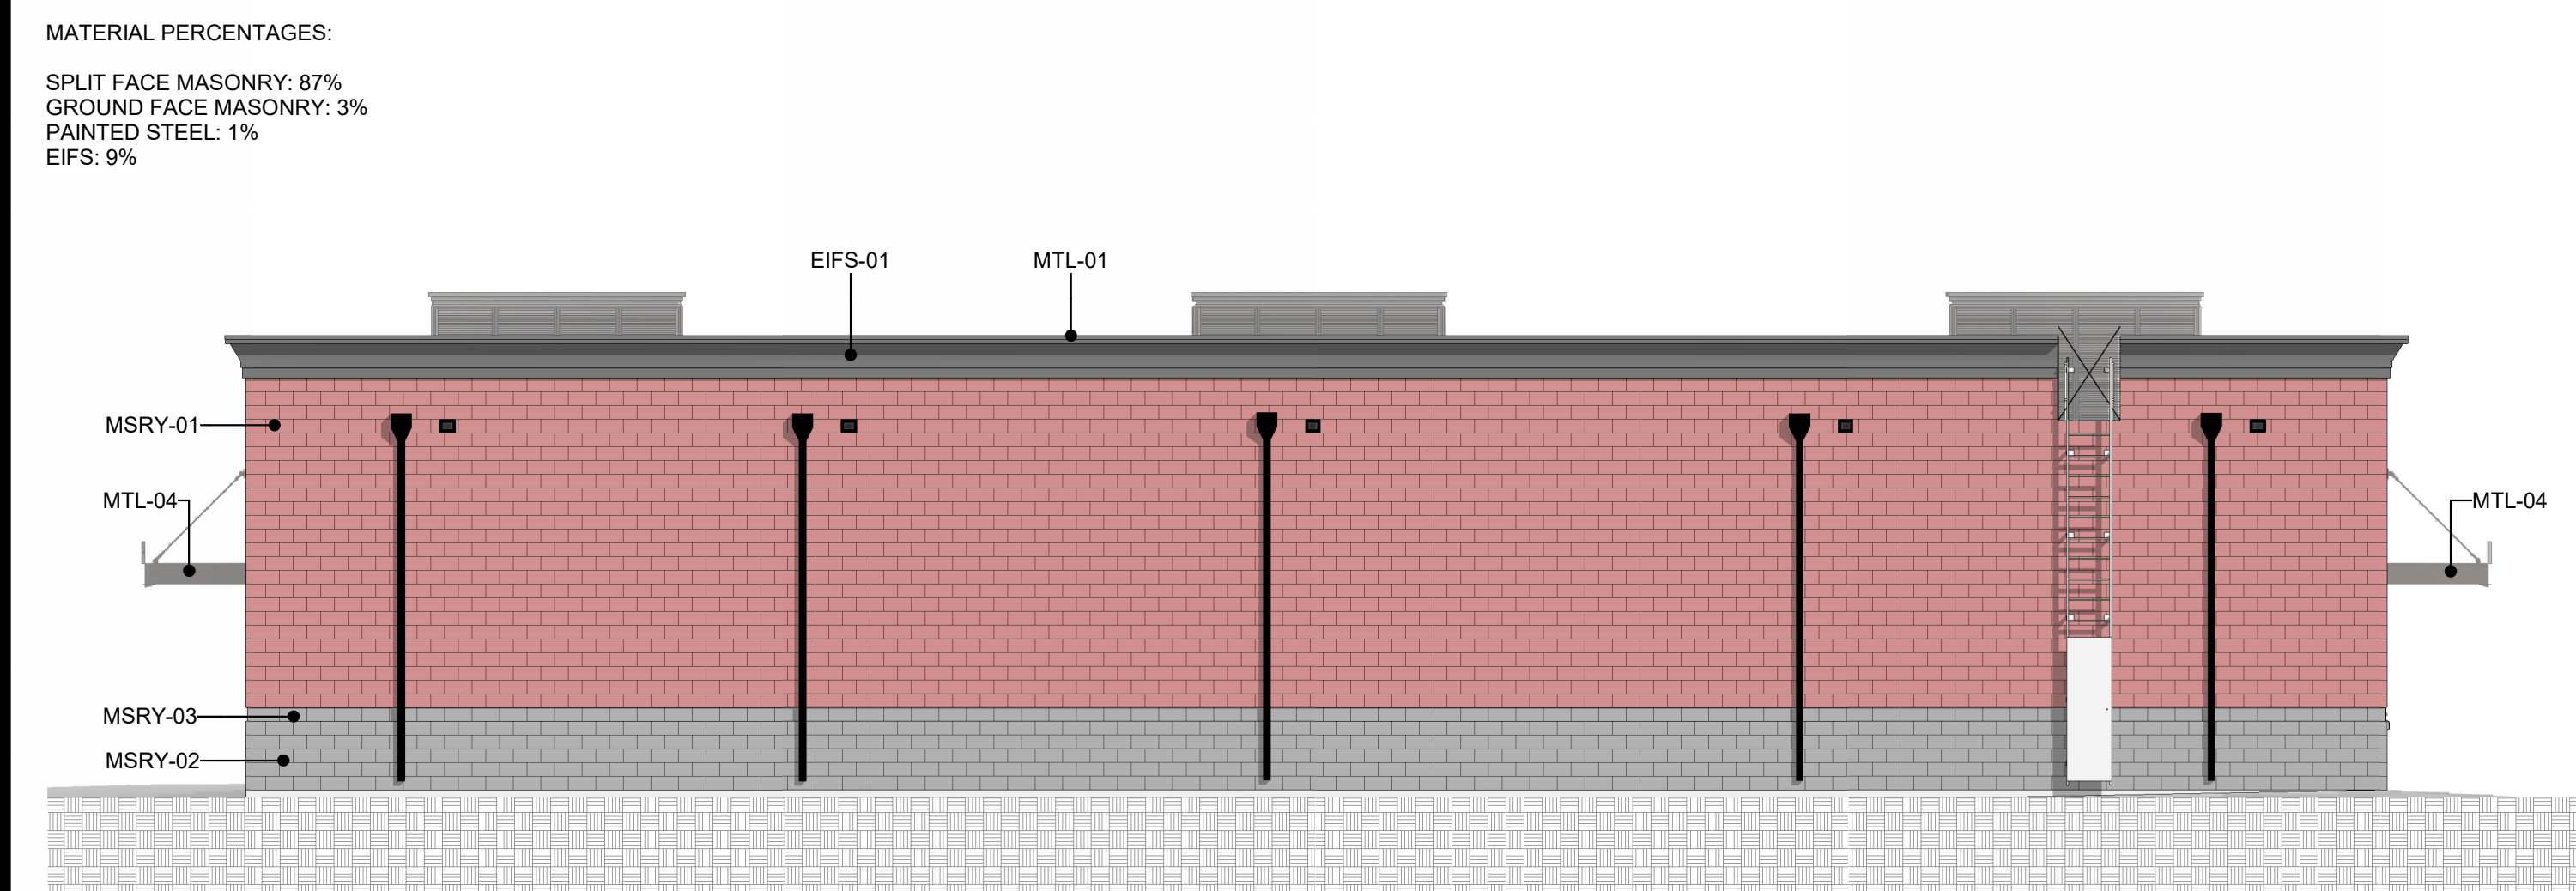 MATERIAL PERCENTAGES:
SPLIT FACE MASONRY: 87%
GROUND FACE MASONRY: 3%
PAINTED STEEL: 1%
EIFS: 9%
EIFS-01
MTL-01
MSRY-01
MTL-04
MTL-04
MSRY-03
MSRY-02